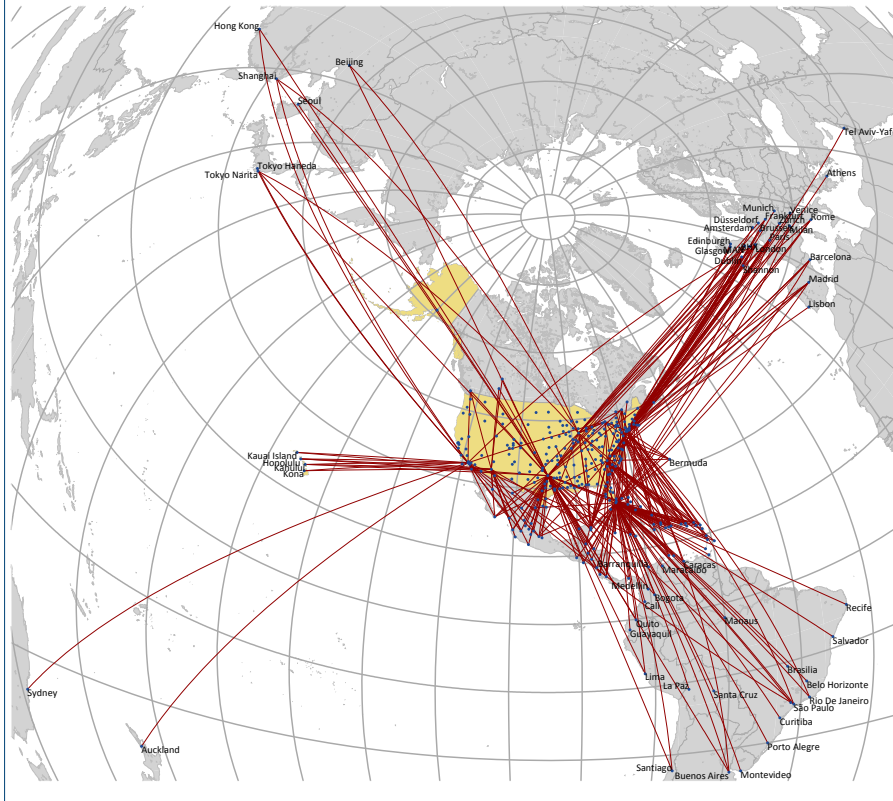 Hong Kong
Beijing
Shanghai
Seoul
Tel Aviv-Yaf
Tokyo Haneda
Tokyo Narita
Athens
Munich
Venice
Frankfurt
Düsseldorf
Zurich
Rome
Amsterdam
Brussels
Milan
Paris
Edinburgh
London
Glasgow
Dublin
Barcelona
Shannon
Madrid
Lisbon
Kauai Island
Honolulu
Kahului
Kona
Bermuda
Barranquilla
Caracas
Maracaibo
Medellin
Bogota
Cali
Recife
Quito
Manaus
Guayaquil
Salvador
Brasilia
Lima
La Paz
Belo Horizonte
Santa Cruz
Rio De Janeiro
São Paulo
Sydney
Curitiba
Auckland
Porto Alegre
Santiago
Buenos Aires
Montevideo